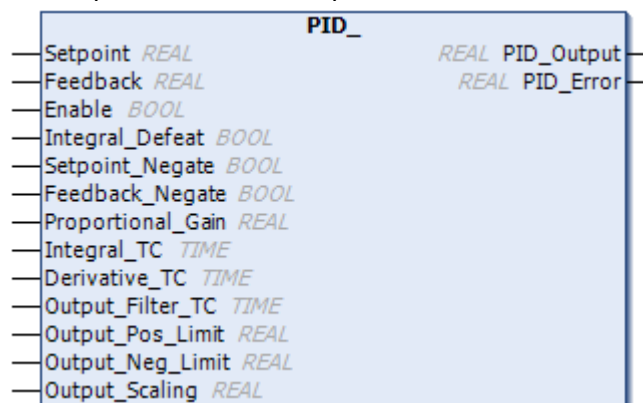 PID_
Setpoint REAL REAL PID_Output
Feedback REAL REAL PID_Error
Enable BOOL
Integral_Defeat BOOL
Setpoint_Negate BOOL
Feedback_Negate BOOL
Proportional_Gain REAL
Integral_TC TIME
Derivative_TC TIME
Output_Filter_TC TIME
Output_Pos_Limit REAL
Output_Neg_Limit REAL
Output_Scaling REAL